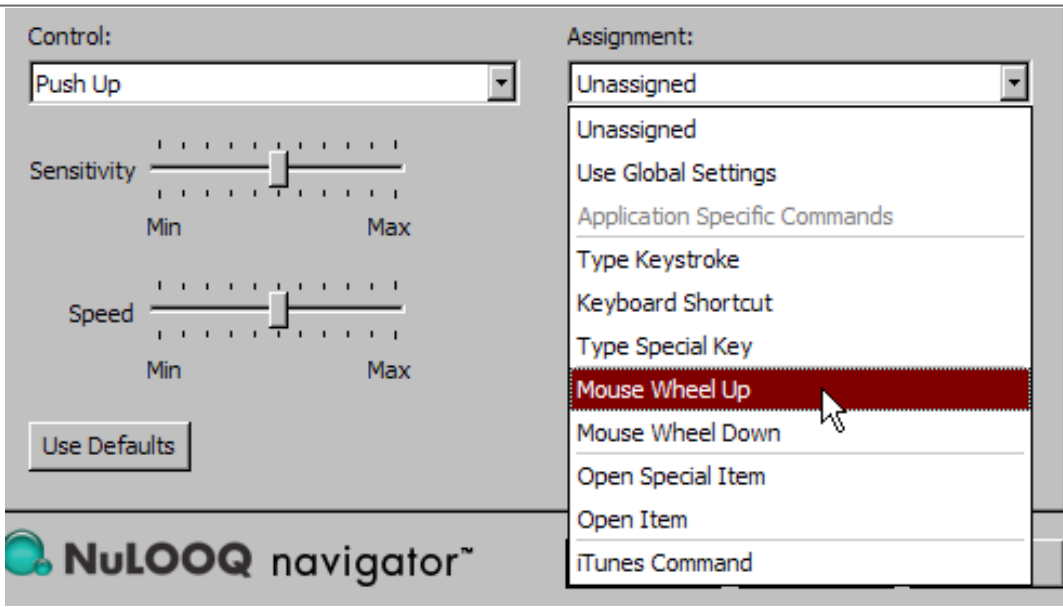 Control:
Push Up
Sensitivity
Min Max
Speed
Min Max
Use Defaults
Assignment:
Unassigned
Unassigned
Use Global Settings
Application Specific Commands
Type Keystroke
Keyboard Shortcut
Type Special Key
Mouse Wheel Up
Mouse Wheel Down
Open Special Item
Open Item
iTunes Command
NuLOOQ navigator™